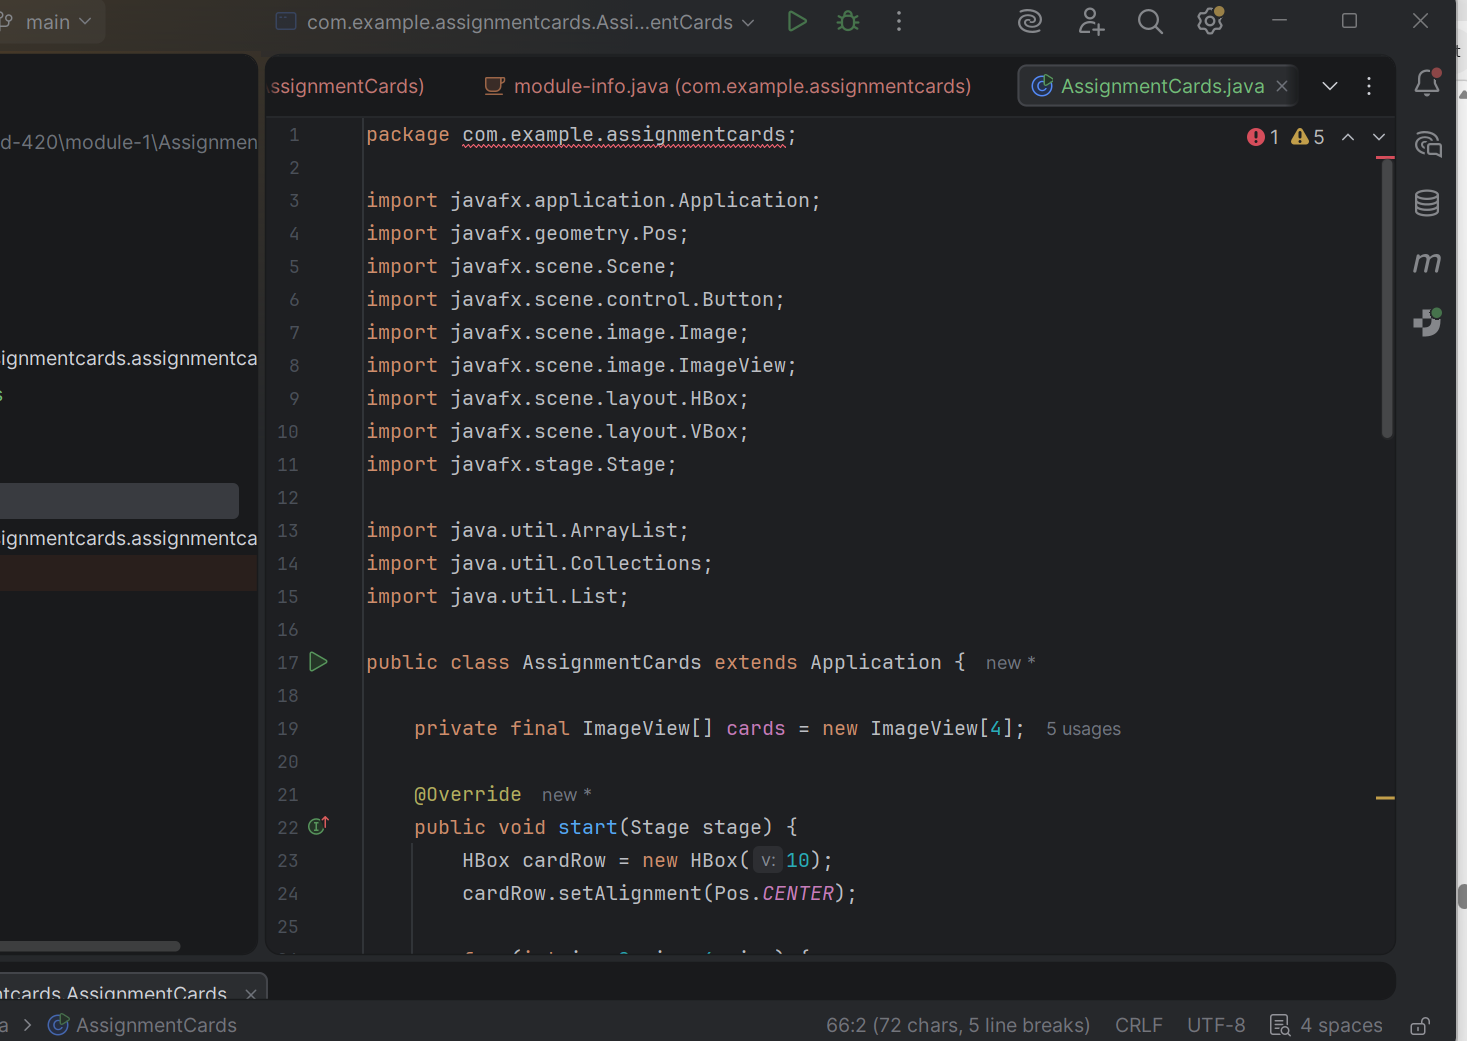 main
com.example.assignmentcards.Assi...entCards
ssignmentCards)
module-info.java (com.example.assignmentcards)
AssignmentCards.java
d-420\module-1\Assignmen
ignmentcards.assignmentca
s
ignmentcards.assignmentca
1 package com.example.assignmentcards;
1 5
2
3 import javafx.application.Application;
4 import javafx.geometry.Pos;
5 import javafx.scene.Scene;
6 import javafx.scene.control.Button;
7 import javafx.scene.image.Image;
8 import javafx.scene.image.ImageView;
9 import javafx.scene.layout.HBox;
10 import javafx.scene.layout.VBox;
11 import javafx.stage.Stage;
12
13 import java.util.ArrayList;
14 import java.util.Collections;
15 import java.util.List;
16
17 public class AssignmentCards extends Application { new *
18
19 private final ImageView[] cards = new ImageView[4]; 5 usages
20
21 @Override new *
22 public void start(Stage stage) {
23 HBox cardRow = new HBox( v: 10);
24 cardRow.setAlignment(Pos.CENTER);
25
m
ntcards.AssignmentCards
a > AssignmentCards
66:2 (72 chars, 5 line breaks) CRLF UTF-8 4 spaces